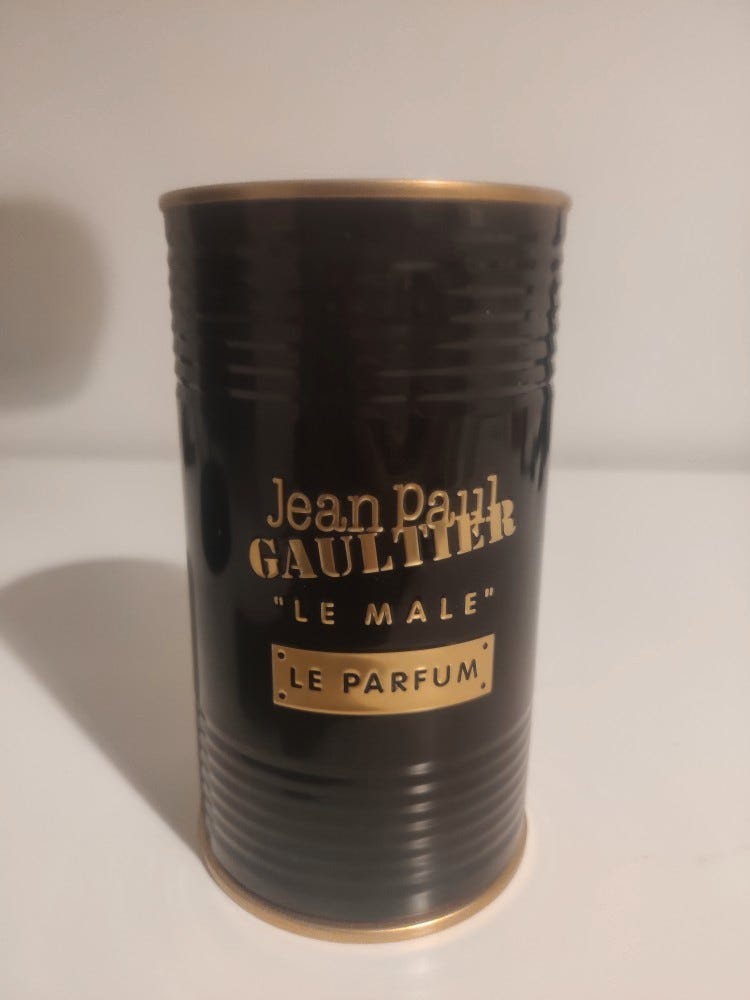 Jean Paul
GAULTIER
"LE MALE"
LE PARFUM